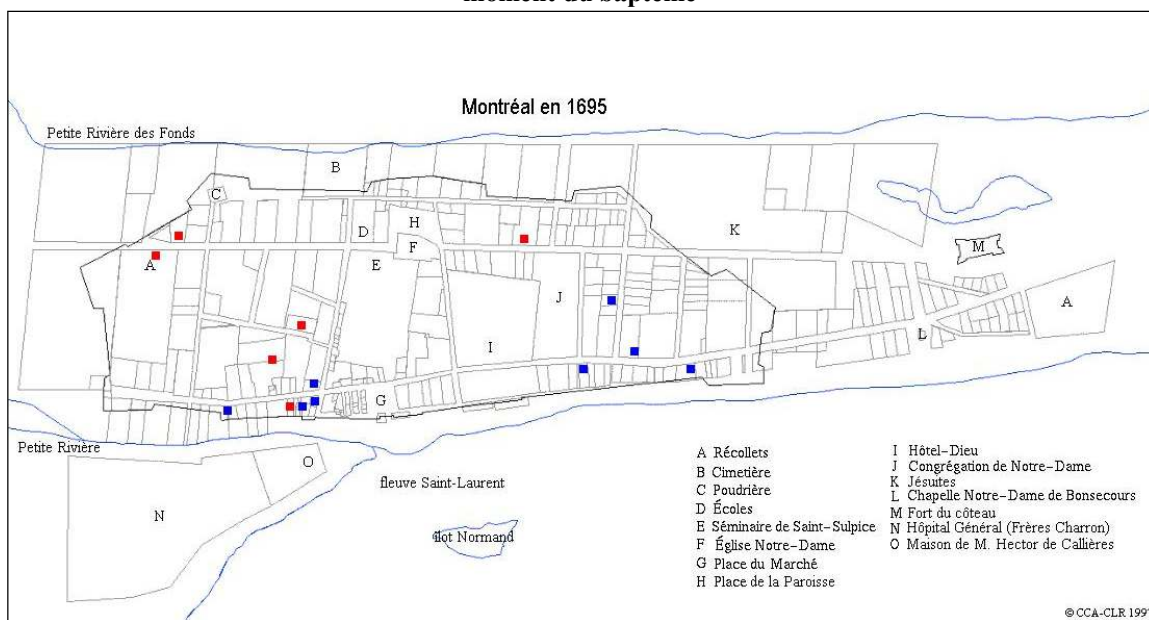 moment du baptême
Montréal en 1695
Petite Rivière des Fonds
B
C
H
D
K
F
M
A
E
J
A
L
I
G
Petite Rivière
O
N
fleuve Saint-Laurent
îlot Normand
A Récollets
B Cimetière
C Poudrière
D Écoles
E Séminaire de Saint-Sulpice
F Église Notre-Dame
G Place du Marché
H Place de la Paroisse
I Hôtel-Dieu
J Congrégation de Notre-Dame
K Jésuites
L Chapelle Notre-Dame de Bonsecours
M Fort du côteau
N Hôpital Général (Frères Charron)
O Maison de M. Hector de Callières
© CCA-CLR 199